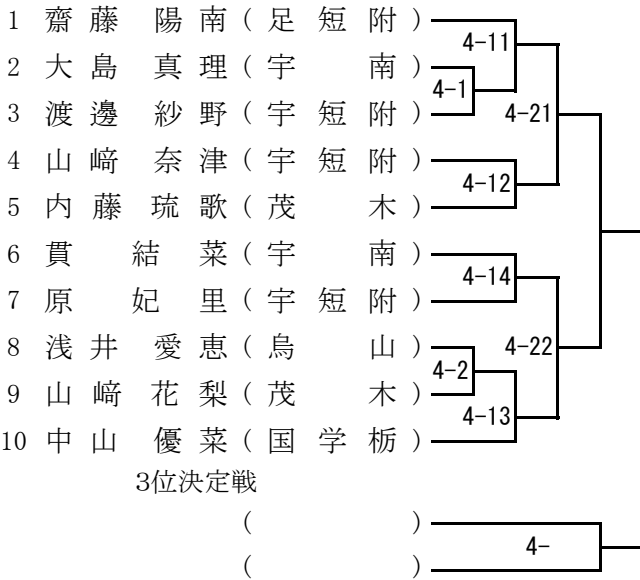 1 齋藤 陽南(足短附)
4-11
2 大島 真理(宇 南)
4-1
3 渡邊 紗野(宇短附)
4-21
4 山﨑 奈津(宇短附)
4-12
5 内藤 琉歌(茂 木)
6 貫 結菜(宇 南)
4-14
7 原 妃里(宇短附)
8 浅井 愛恵(烏 山)
4-22
4-2
9 山﨑 花梨(茂 木)
4-13
10 中山 優菜(国学栃)
3位決定戦
( )
4-
( )